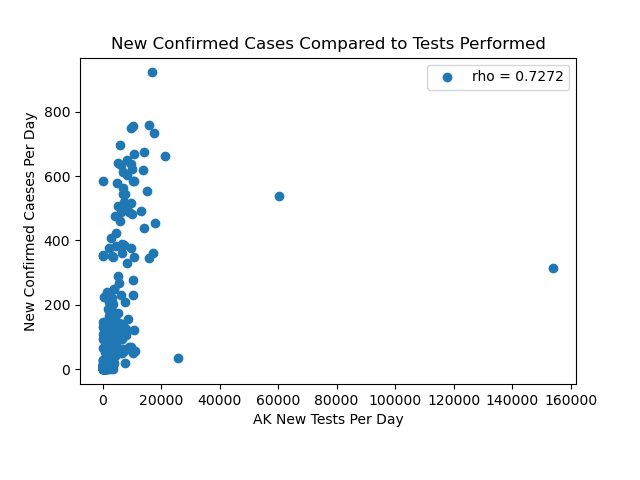 New Confirmed Cases Compared to Tests Performed
rho = 0.7272
New Confirmed Caeses Per Day
800
600
400
200
0
0 20000 40000 60000 80000 100000 120000 140000 160000
AK New Tests Per Day